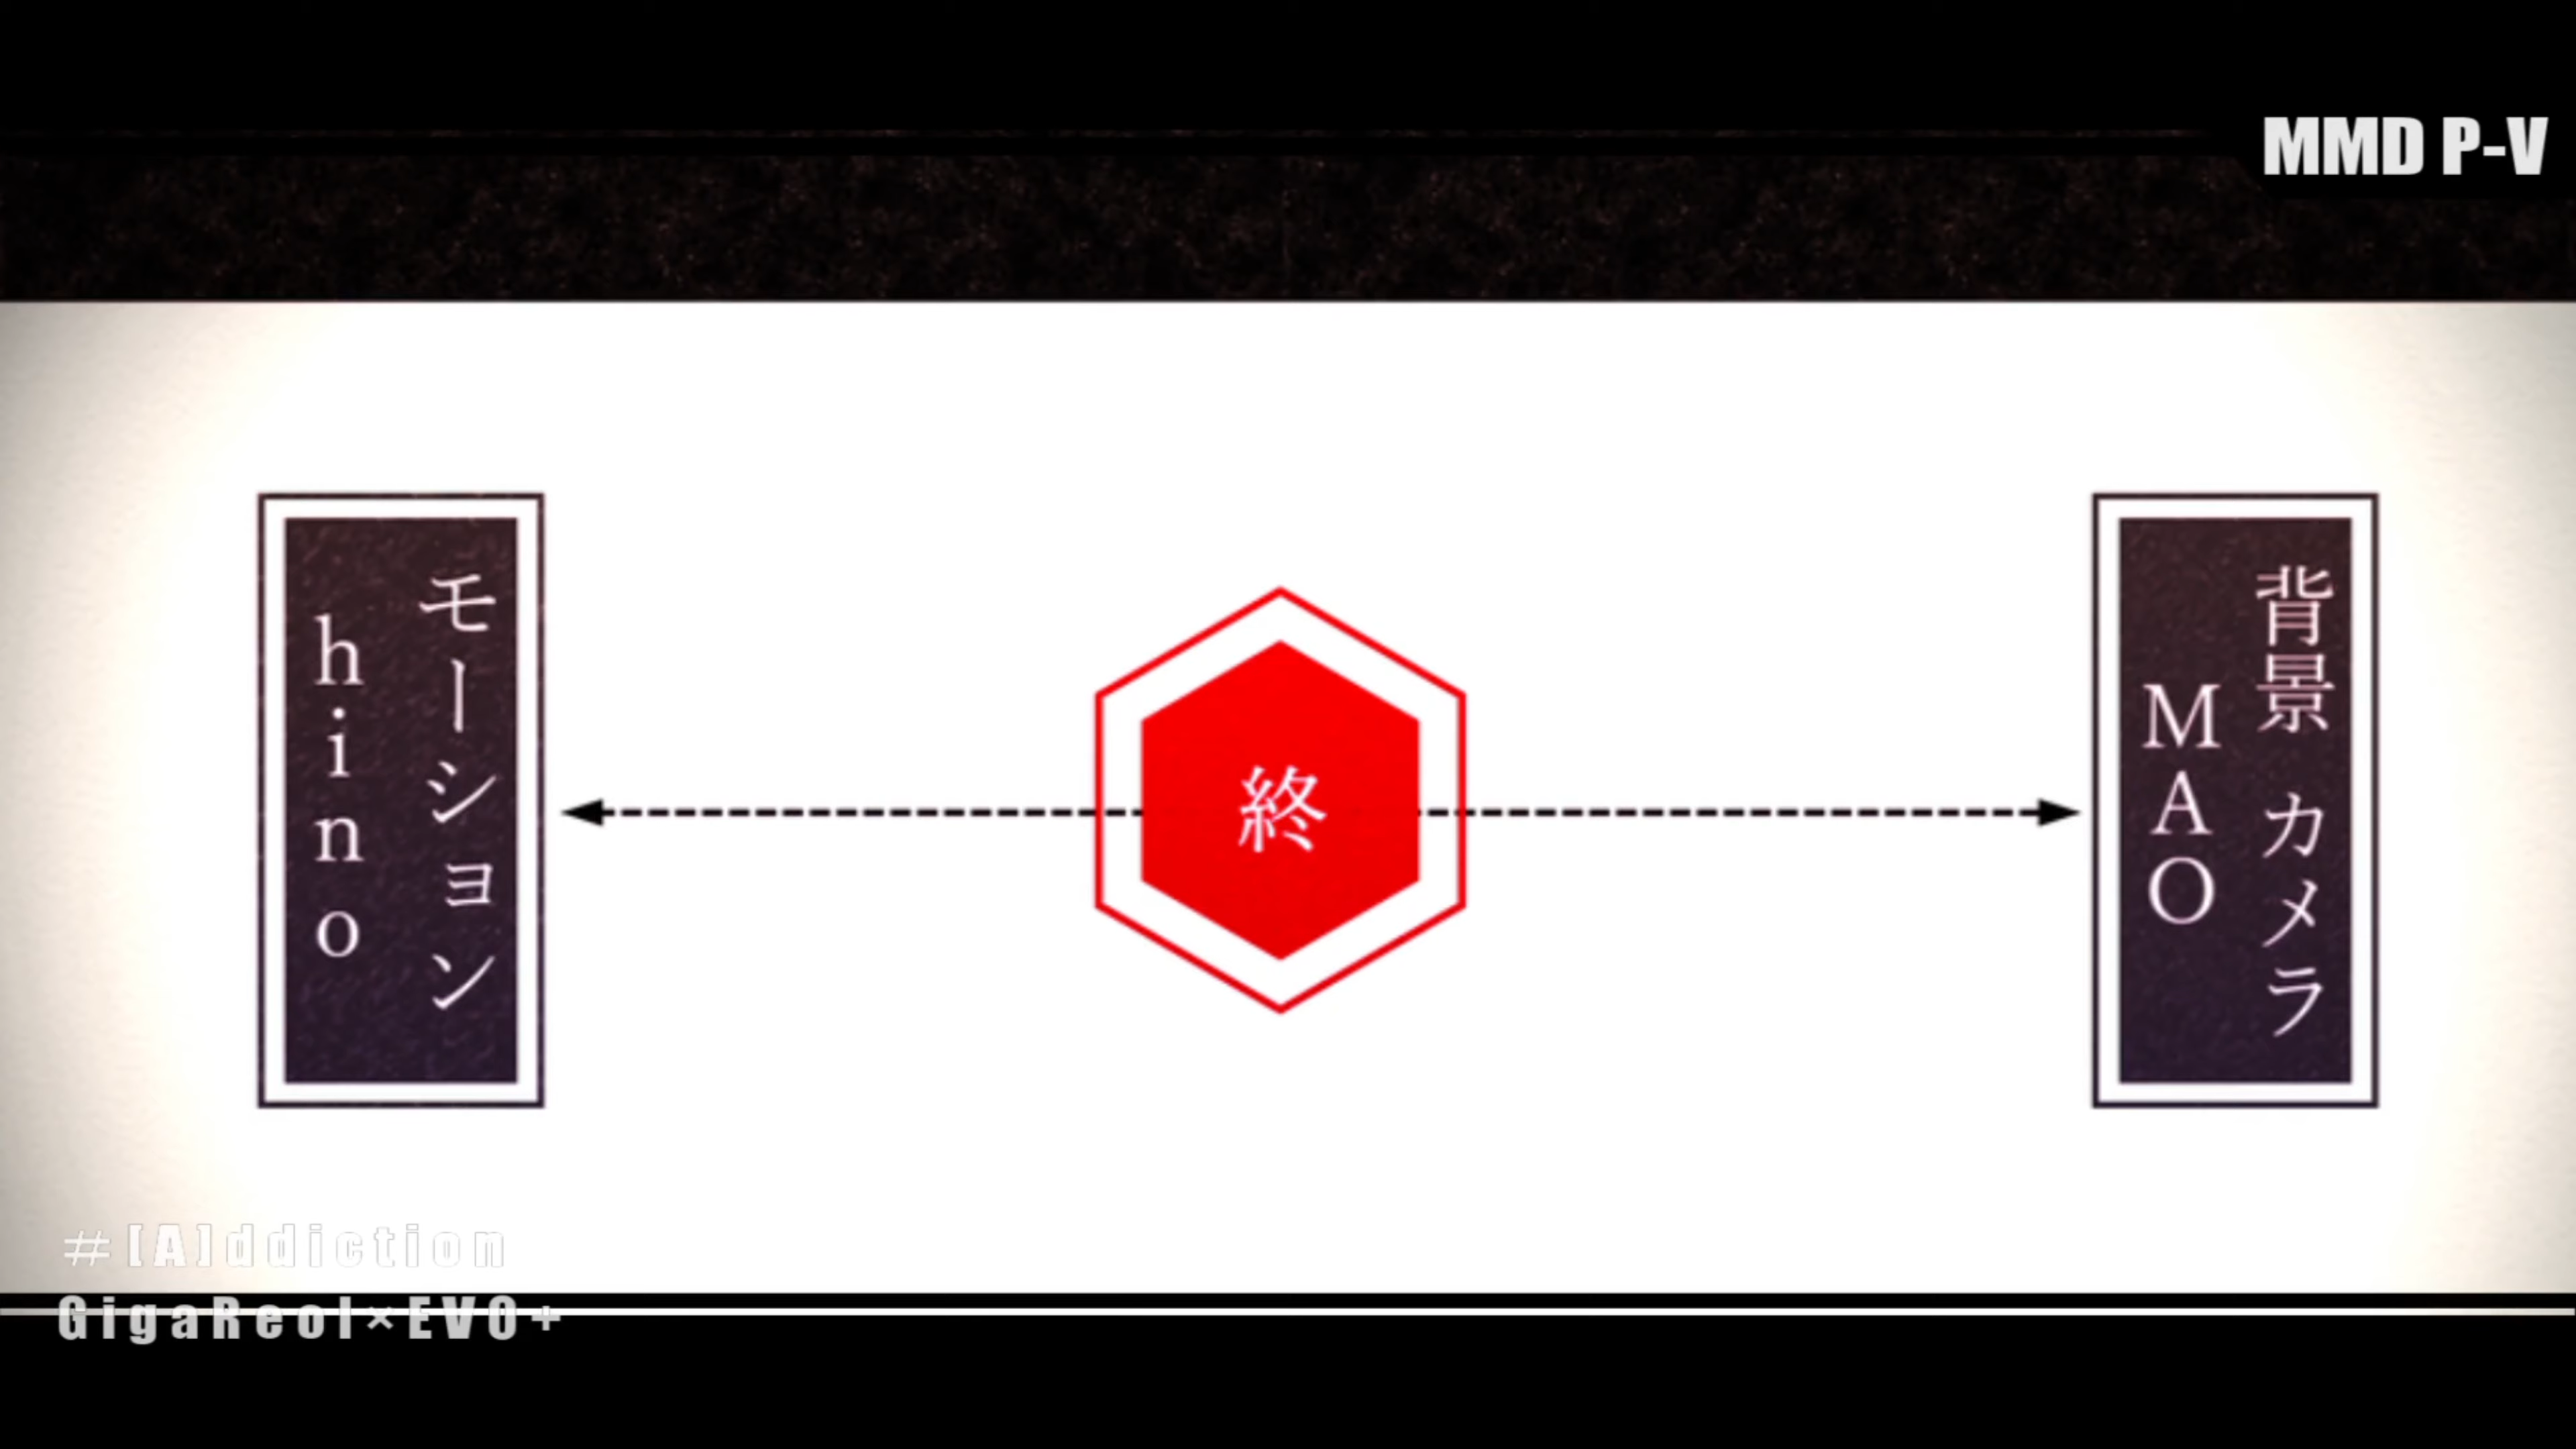 MMD P-V
モーション
hino
終
背景 カメラ
MAO
#[A]ddiction
GigaReol×EVO+